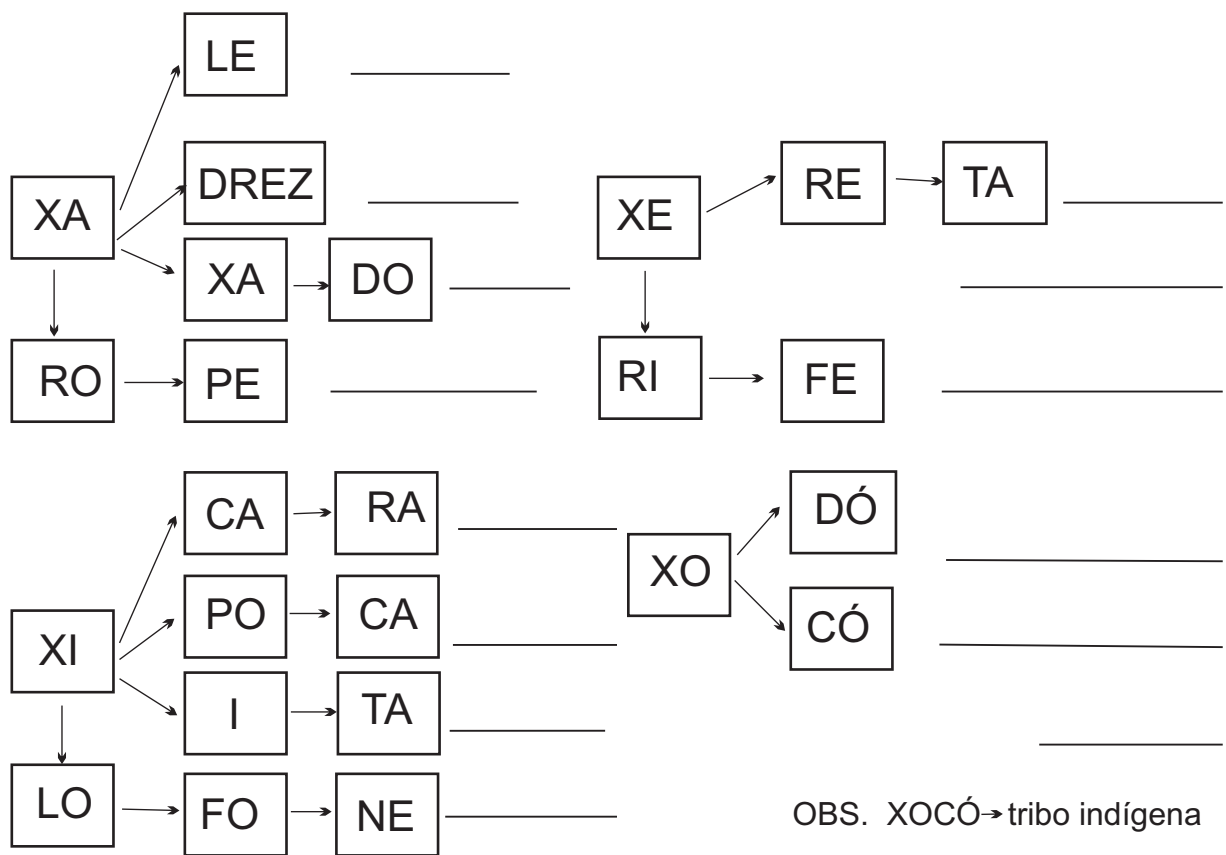 LE
DREZ
XA
XA DO
RO PE
XE RE TA
RI FE
CA RA
PO CA
XI
I TA
LO FO NE
XO
DÓ
CÓ
OBS. XOCÓ→tribo indígena